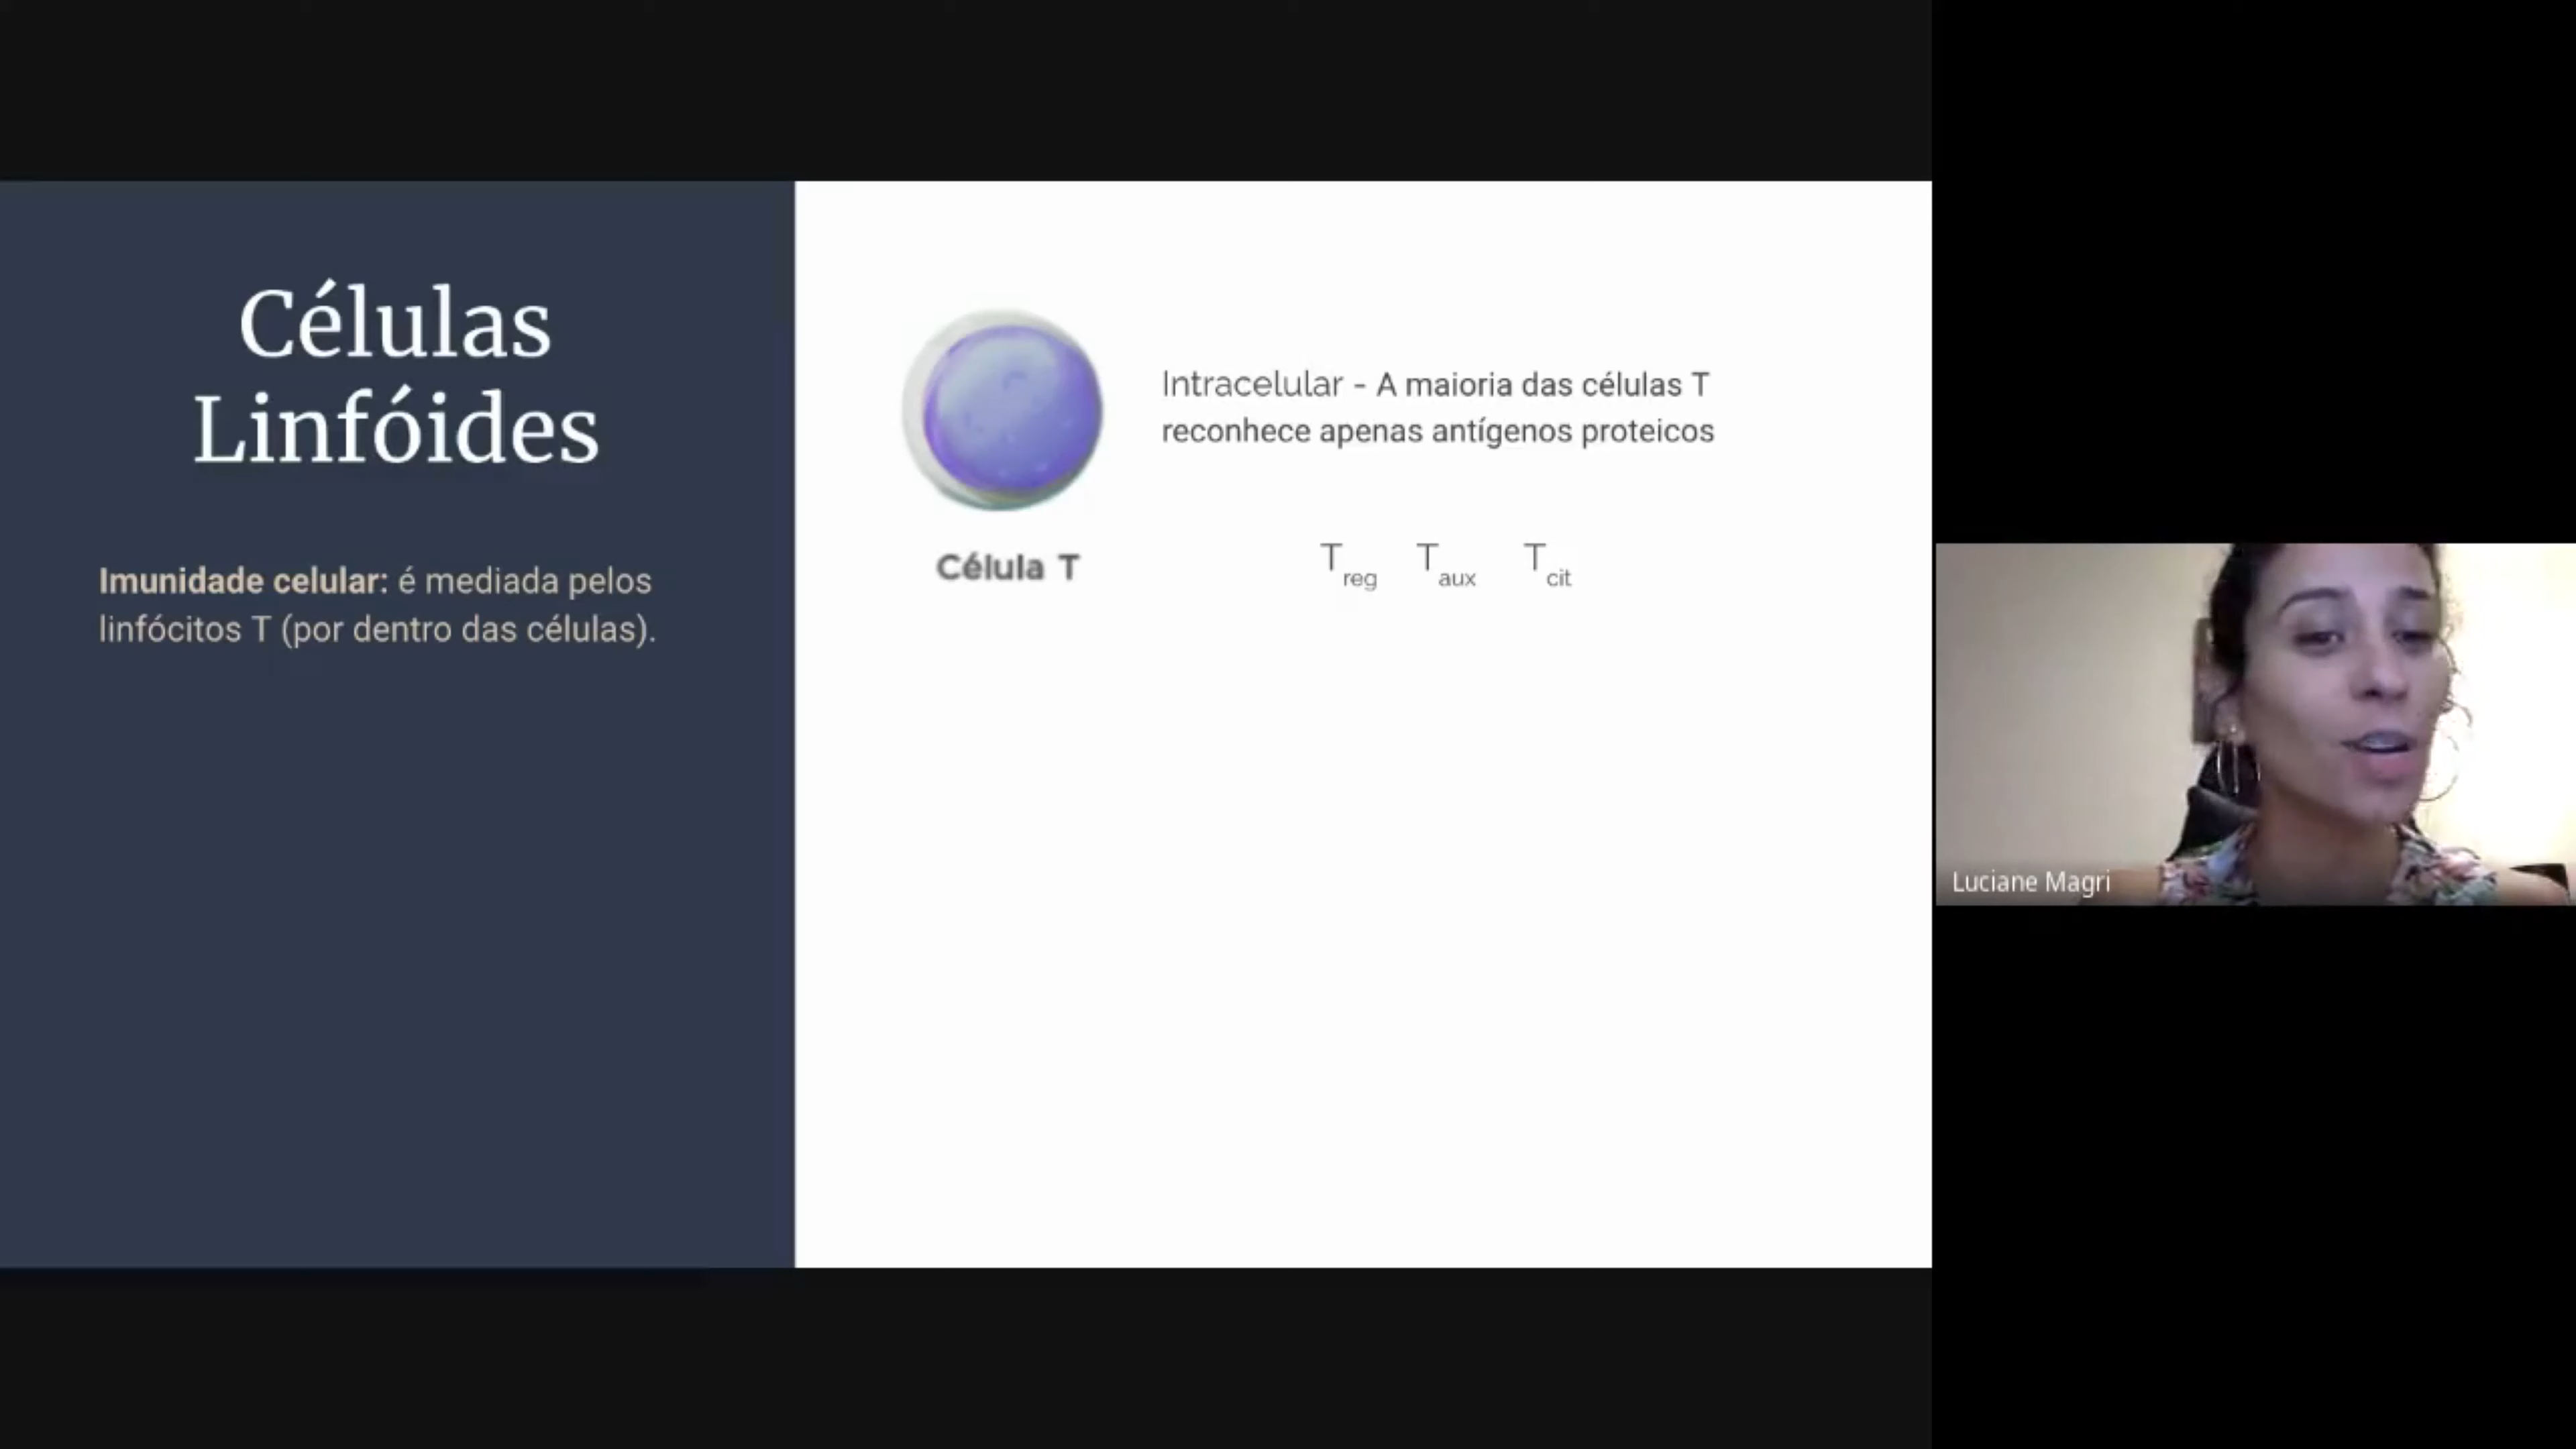 Células
Linfóides
Imunidade celular: é mediada pelos
linfócitos T (por dentro das células).
Intracelular - A maioria das células T
reconhece apenas antígenos proteicos
Célula T
Treg Taux Tcit
Luciane Magri